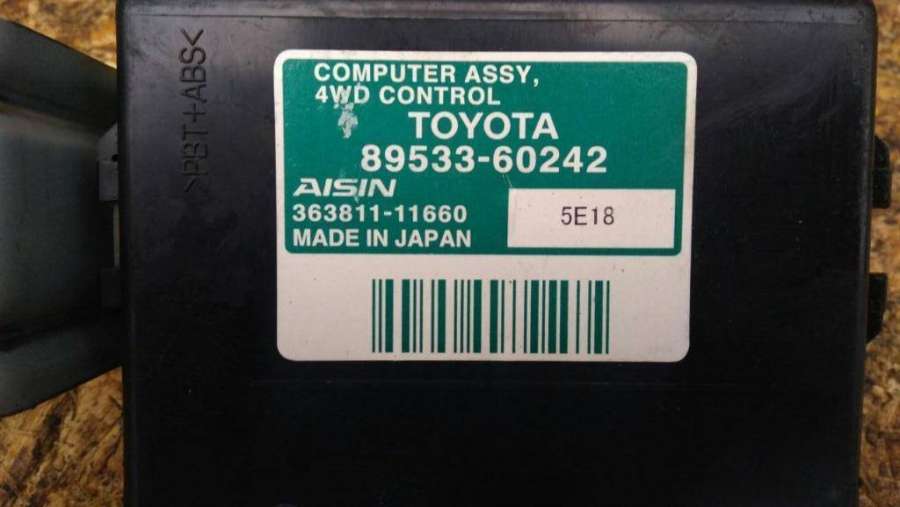 >PBT+ABS<
COMPUTER ASSY,
4WD CONTROL
TOYOTA
89533-60242
AISIN
363811-11660
5E18
MADE IN JAPAN